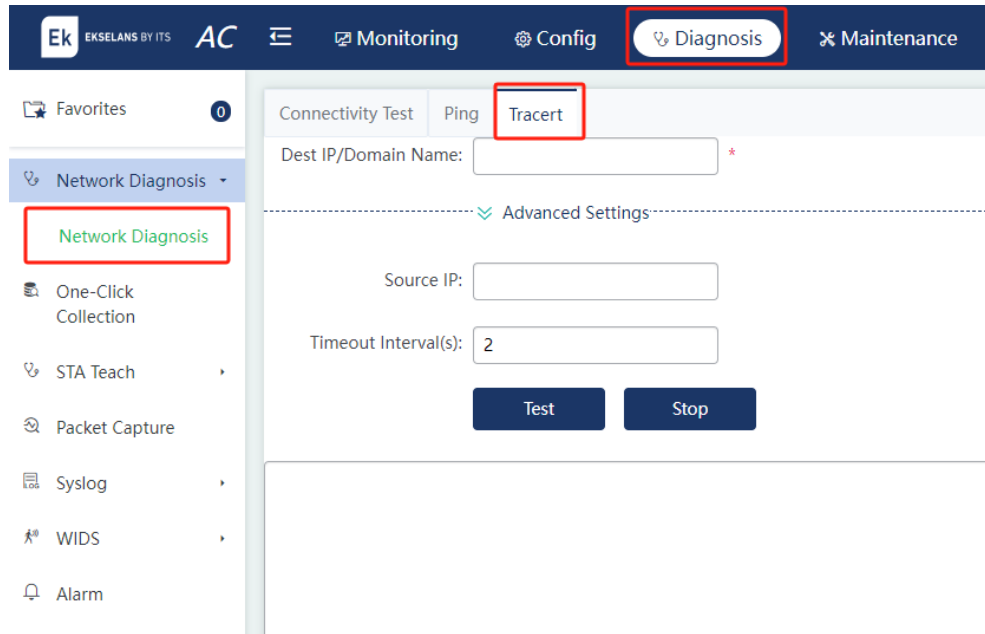 Ek EKSELANS BY ITS AC Monitoring Config Diagnosis Maintenance
Favorites 0
Network Diagnosis
Network Diagnosis
One-Click
Collection
STA Teach
Packet Capture
Syslog
WIDS
Alarm
Connectivity Test Ping Tracert
Dest IP/Domain Name: *
Advanced Settings
Source IP:
Timeout Interval(s): 2
Test Stop